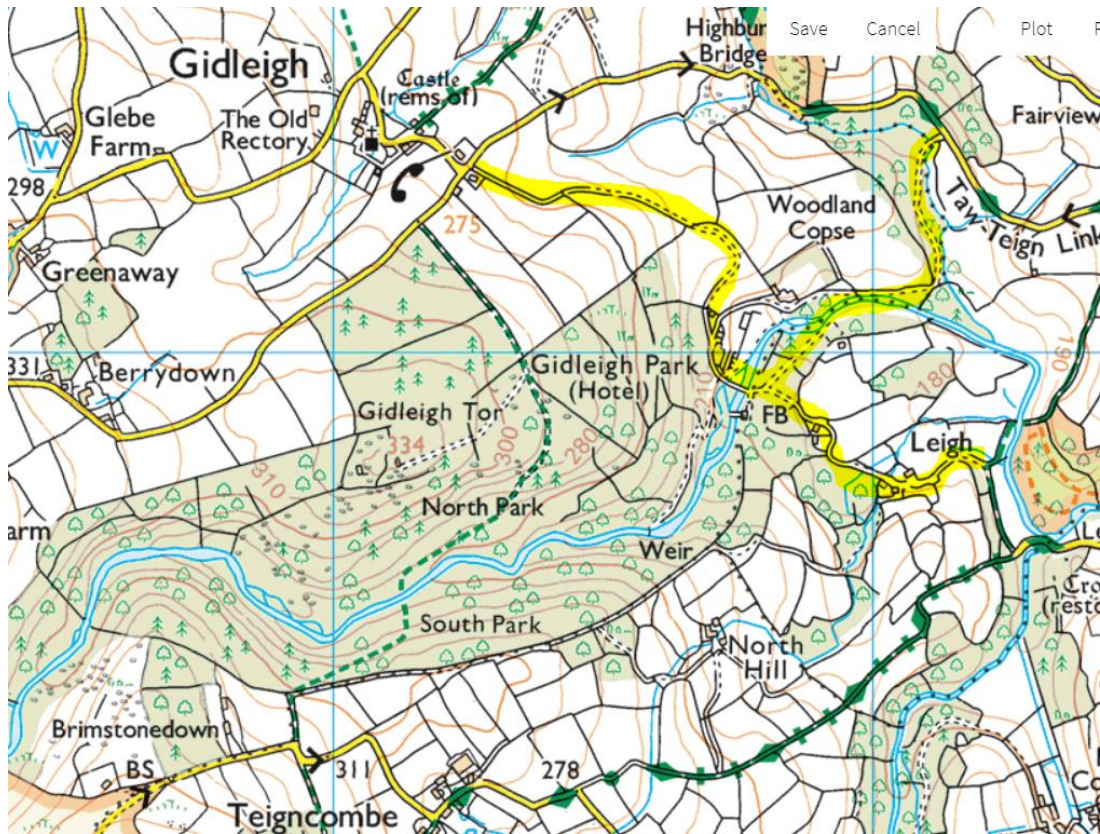 Save
Cancel
Plot
Highbur
Bridge
Gidleigh
Castle
(rems of)
Glebe
Farm
The Old
Rectory
Fairview
W
298
275
Woodland
Copse
Taw-Teign Link
Greenaway
190
331
Berrydown
Gidleigh Park
(Hotel)
210
180
Gidleigh Tor
334
300
280
FB
Leigh
310
North Park
arm
Weir
South Park
North
Hill
Brimstonedown
BS
311
278
Teigncombe